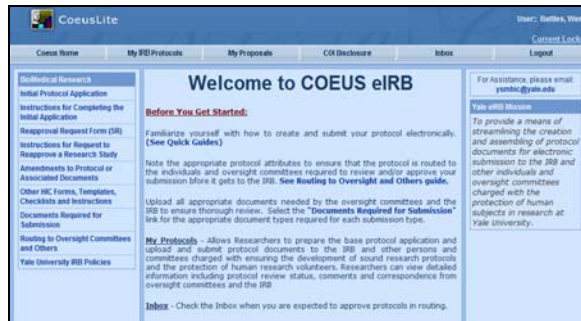 CoeusLite
User: Battles, We
Current Lock
Coeus Home
My IRB Protocols
My Proposals
COI Disclosure
Inbox
Logout
BioMedical Research
Initial Protocol Application
Instructions for Completing the
Initial Application
Reapproval Request Form (5R)
Instructions for Request to
Reapprove a Research Study
Amendments to Protocol or
Associated Documents
Other HIC Forms, Templates,
Checklists and Instructions
Documents Required for
Submission
Routing to Oversight Committees
and Others
Yale University IRB Policies
Welcome to COEUS eIRB
Before You Get Started:
Familiarize yourself with how to create and submit your protocol electronically.
(See Quick Guides)
Note the appropriate protocol attributes to ensure that the protocol is routed to
the individuals and oversight committees required to review and/or approve your
submission bfore it gets to the IRB. See Routing to Oversight and Others guide.
Upload all appropriate documents needed by the oversight committees and the
IRB to ensure thorough review. Select the "Documents Required for Submission"
link for the appropriate document types required for each submission type.
My Protocols - Allows Researchers to prepare the base protocol application and
upload and submit protocol documents to the IRB and other persons and
committees charged with ensuring the development of sound research protocols
and the protection of human research volunteers. Researchers can view detailed
information including protocol review status, comments and correspondence from
oversight committees and the IRB
Inbox - Check the Inbox when you are expected to approve protocols in routing.
For Assistance, please email:
ysmhic@yale.edu
Yale eIRB Mission
To provide a means of
streamlining the creation
and assembling of protocol
documents for electronic
submission to the IRB and
other individuals and
oversight committees
charged with the
protection of human
subjects in research at
Yale University.